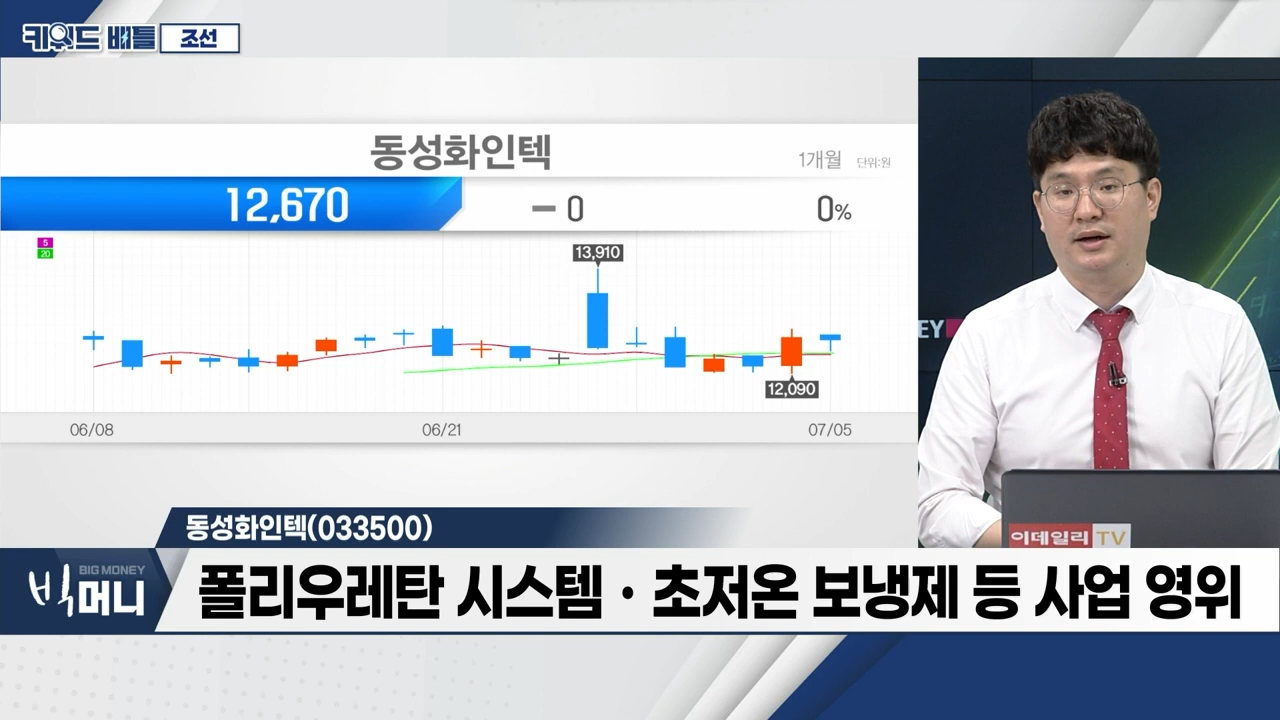 키워드 배틀 조선
동성화인텍
1개월 단위:원
12,670 - 0 0%
5
20
13,910
12,090
06/08 06/21 07/05
EY
동성화인텍(033500)
이데일리 TV
BIG MONEY
빅머니
폴리우레탄 시스템·초저온 보냉제 등 사업 영위